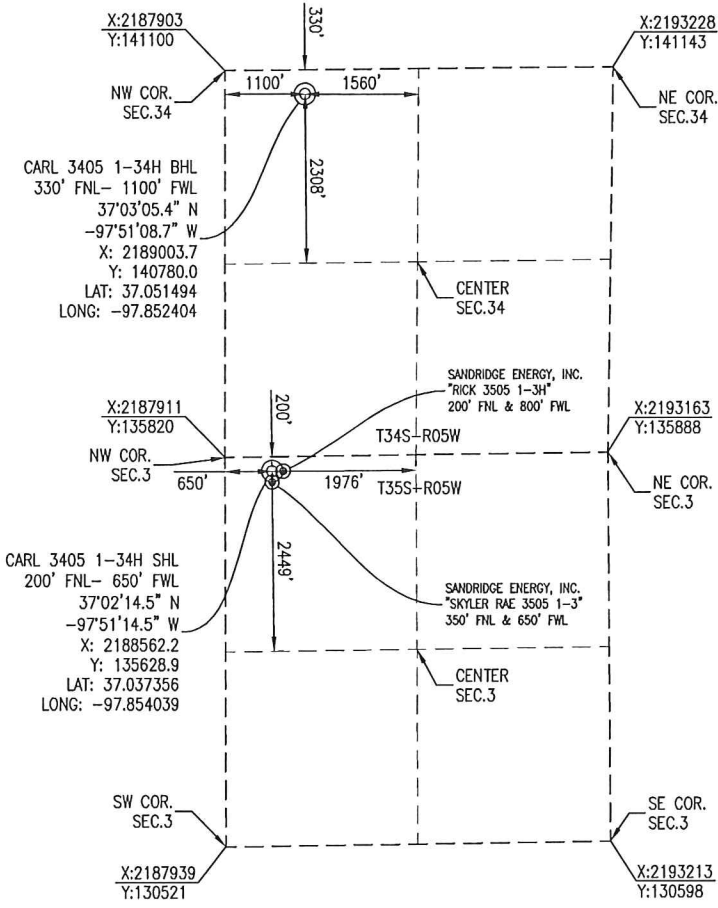 X:2187903
Y:141100
330'
X:2193228
Y:141143
NW COR.
SEC.34
1100'
1560'
NE COR.
SEC.34
CARL 3405 1-34H BHL
330' FNL- 1100' FWL
37°03'05.4" N
-97°51'08.7" W
X: 2189003.7
Y: 140780.0
LAT: 37.051494
LONG: -97.852404
2308'
CENTER
SEC.34
SANDRIDGE ENERGY, INC.
"RICK 3505 1-3H"
200' FNL & 800' FWL
X:2187911
Y:135820
200'
T34S-R05W
X:2193163
Y:135888
NW COR.
SEC.3
650'
1976'
T35S-R05W
NE COR.
SEC.3
CARL 3405 1-34H SHL
200' FNL- 650' FWL
37°02'14.5" N
-97°51'14.5" W
X: 2188562.2
Y: 135628.9
LAT: 37.037356
LONG: -97.854039
2449'
SANDRIDGE ENERGY, INC.
"SKYLER RAE 3505 1-3"
350' FNL & 650' FWL
CENTER
SEC.3
SW COR.
SEC.3
SE COR.
SEC.3
X:2187939
Y:130521
X:2193213
Y:130598